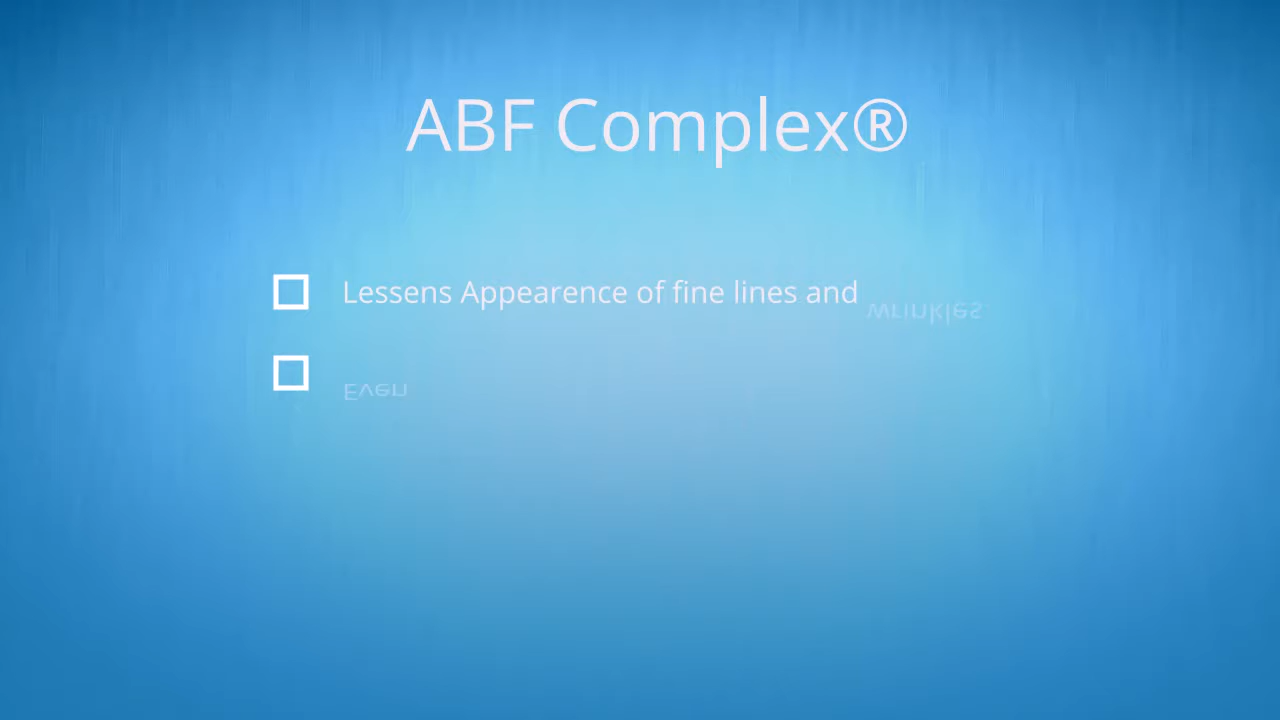 ABF Complex®
Lessens Appearence of fine lines and wrinkles
Even